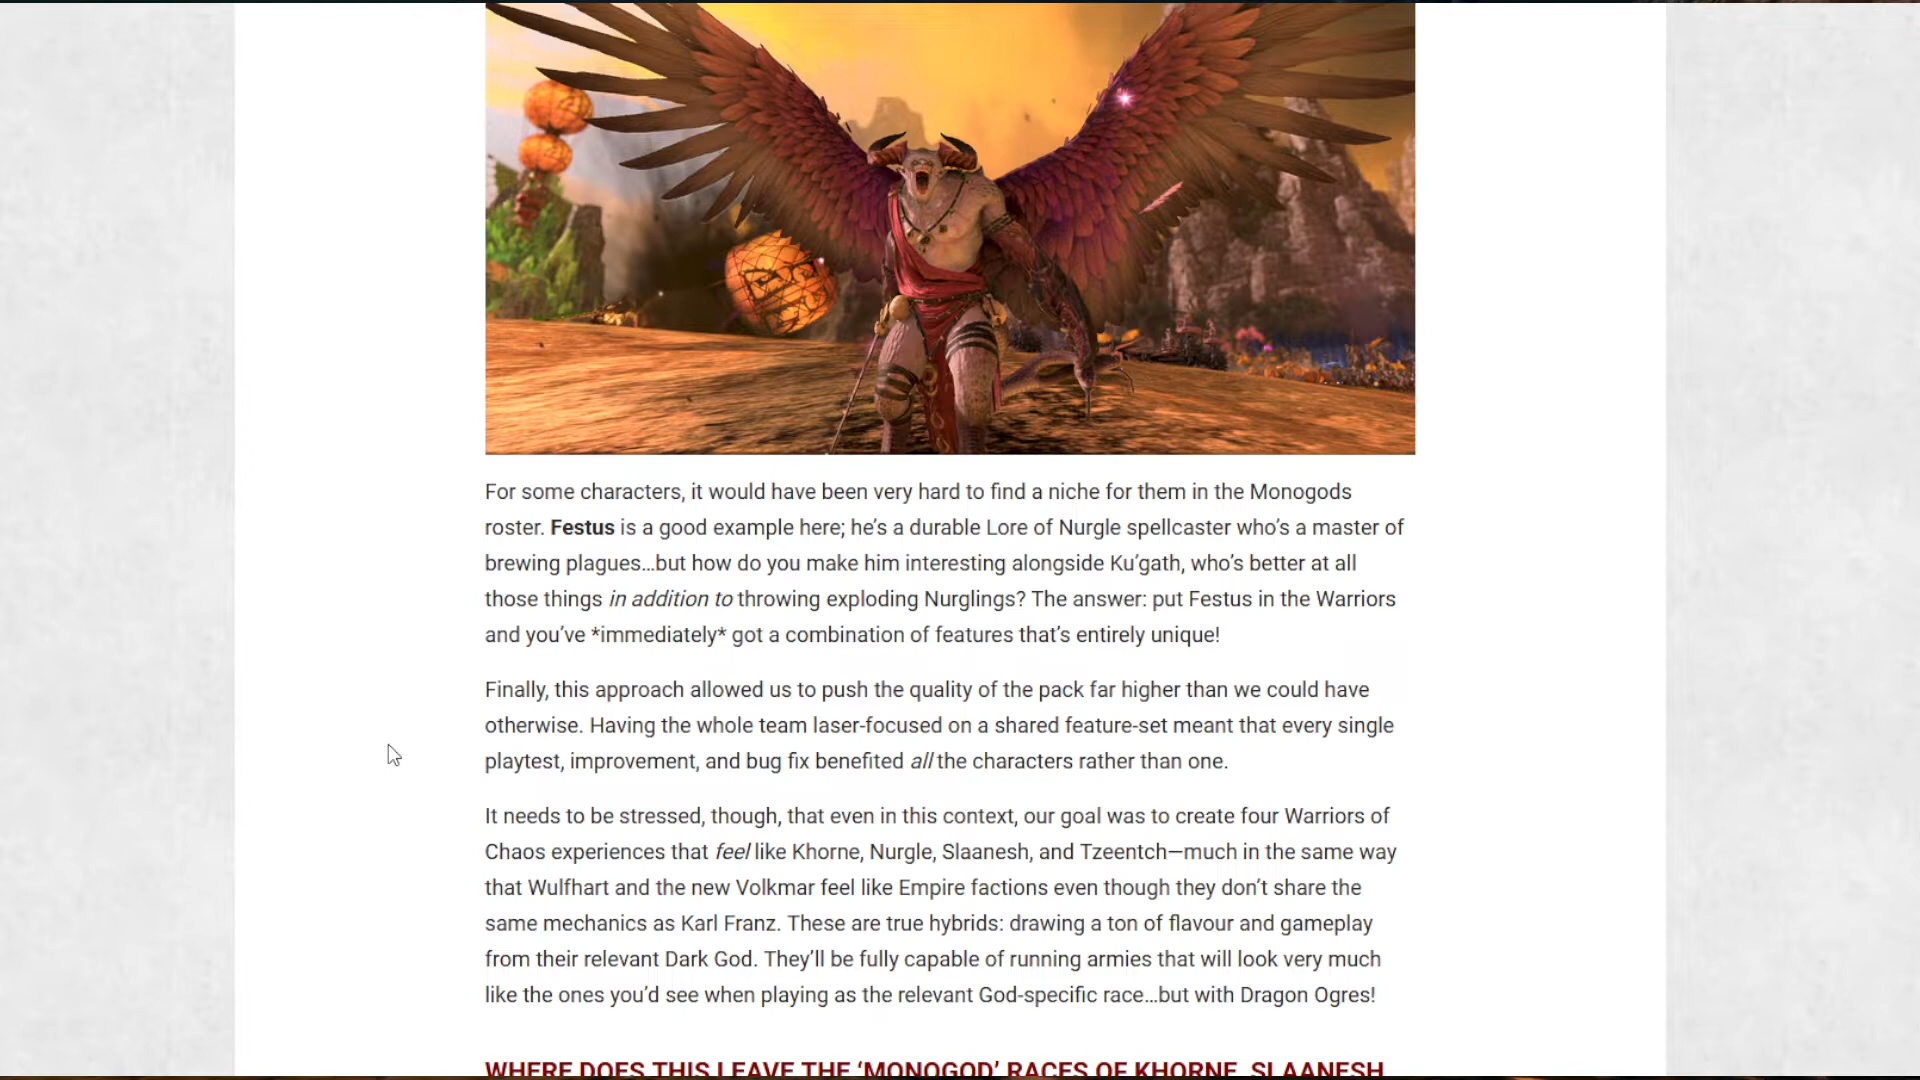 For some characters, it would have been very hard to find a niche for them in the Monogods
roster. Festus is a good example here; he’s a durable Lore of Nurgle spellcaster who’s a master of
brewing plagues…but how do you make him interesting alongside Ku’gath, who’s better at all
those things in addition to throwing exploding Nurglings? The answer: put Festus in the Warriors
and you’ve *immediately* got a combination of features that’s entirely unique!
Finally, this approach allowed us to push the quality of the pack far higher than we could have
otherwise. Having the whole team laser-focused on a shared feature-set meant that every single
playtest, improvement, and bug fix benefited all the characters rather than one.
It needs to be stressed, though, that even in this context, our goal was to create four Warriors of
Chaos experiences that feel like Khorne, Nurgle, Slaanesh, and Tzeentch—much in the same way
that Wulfhart and the new Volkmar feel like Empire factions even though they don’t share the
same mechanics as Karl Franz. These are true hybrids: drawing a ton of flavour and gameplay
from their relevant Dark God. They’ll be fully capable of running armies that will look very much
like the ones you’d see when playing as the relevant God-specific race…but with Dragon Ogres!
WHERE DOES THIS LEAVE THE ‘MONOGOD’ RACES OF KHORNE, SLAANESH